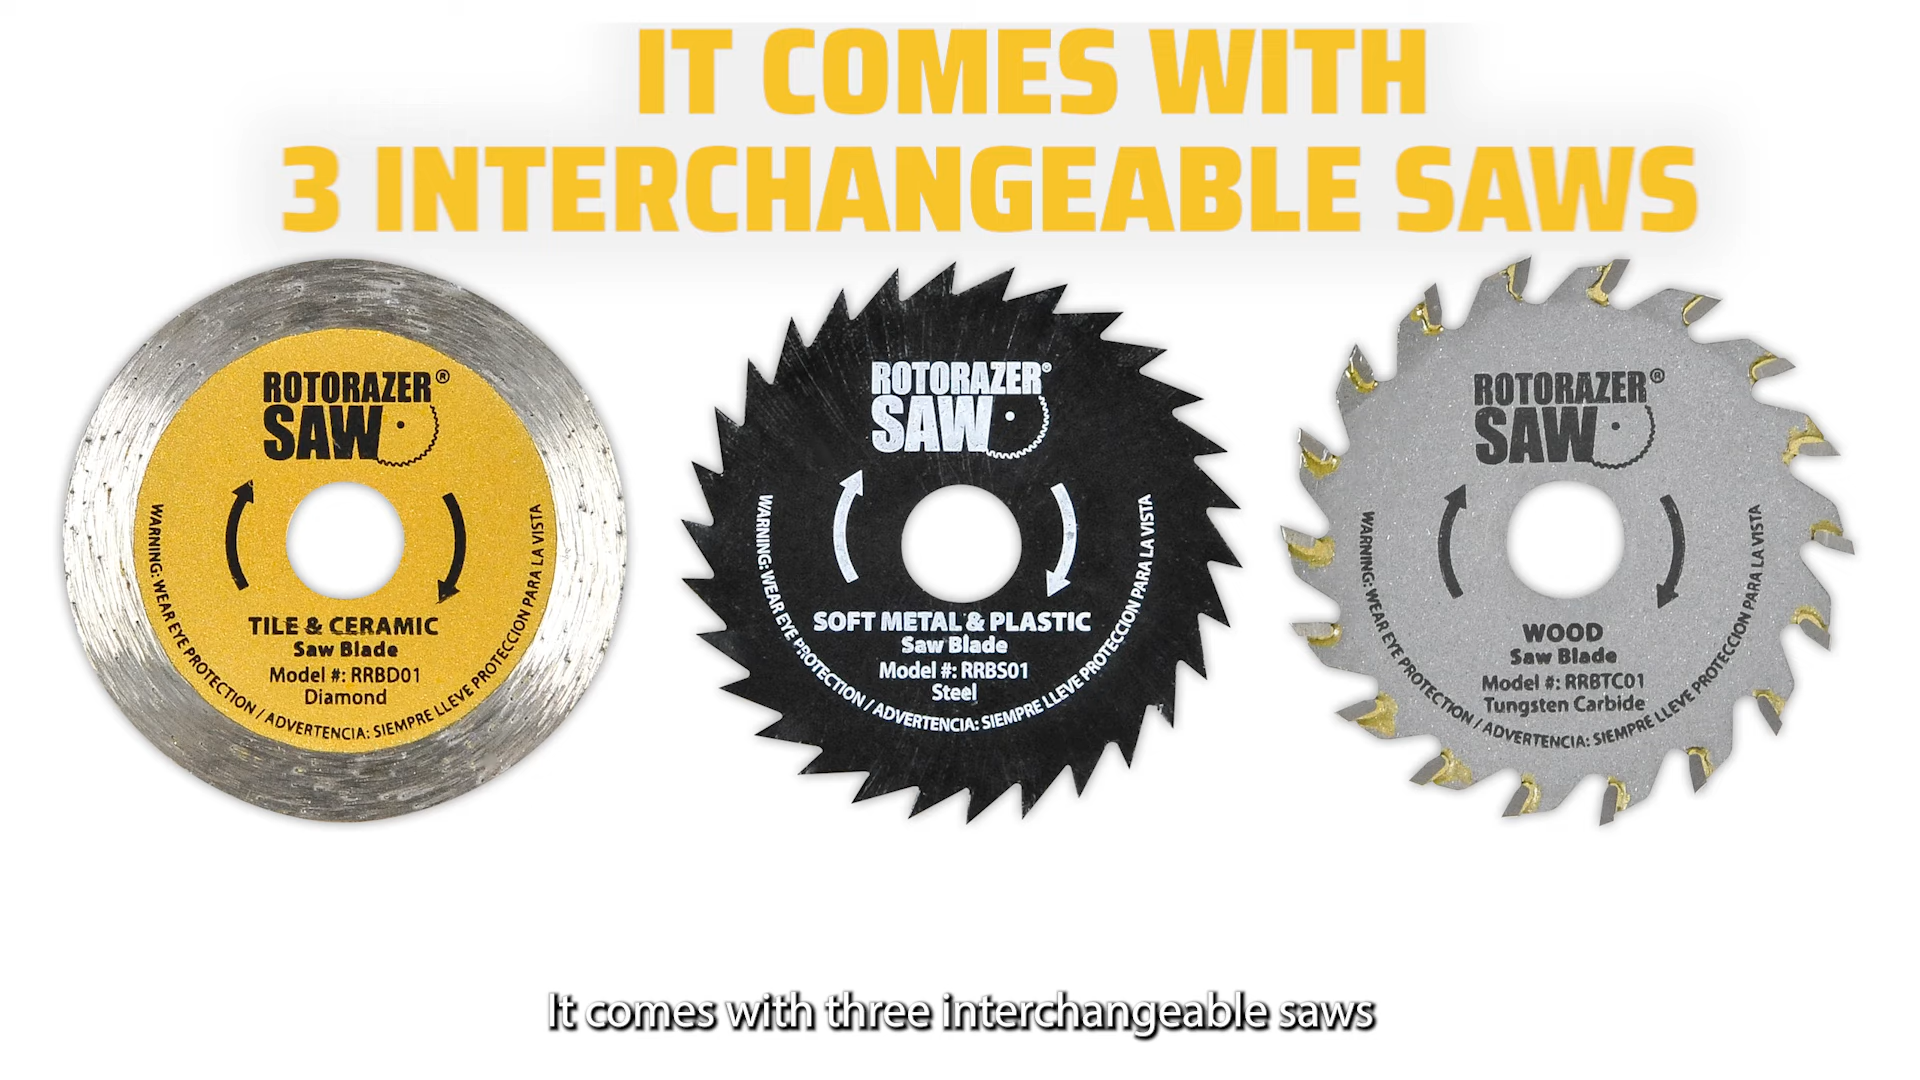 IT COMES WITH
3 INTERCHANGEABLE SAWS
ROTORAZER®
SAW
TILE & CERAMIC
Saw Blade
Model #: RRBD01
Diamond
WARNING: WEAR EYE PROTECTION / ADVERTENCIA: SIEMPRE LLEVE PROTECCION PARA LA VISTA
ROTORAZER®
SAW
SOFT METAL & PLASTIC
Saw Blade
Model #: RRBS01
Steel
WARNING: WEAR EYE PROTECTION / ADVERTENCIA: SIEMPRE LLEVE PROTECCION PARA LA VISTA
ROTORAZER®
SAW
WOOD
Saw Blade
Model #: RRBTC01
Tungsten Carbide
WARNING: WEAR EYE PROTECTION / ADVERTENCIA: SIEMPRE LLEVE PROTECCION PARA LA VISTA
It comes with three interchangeable saws